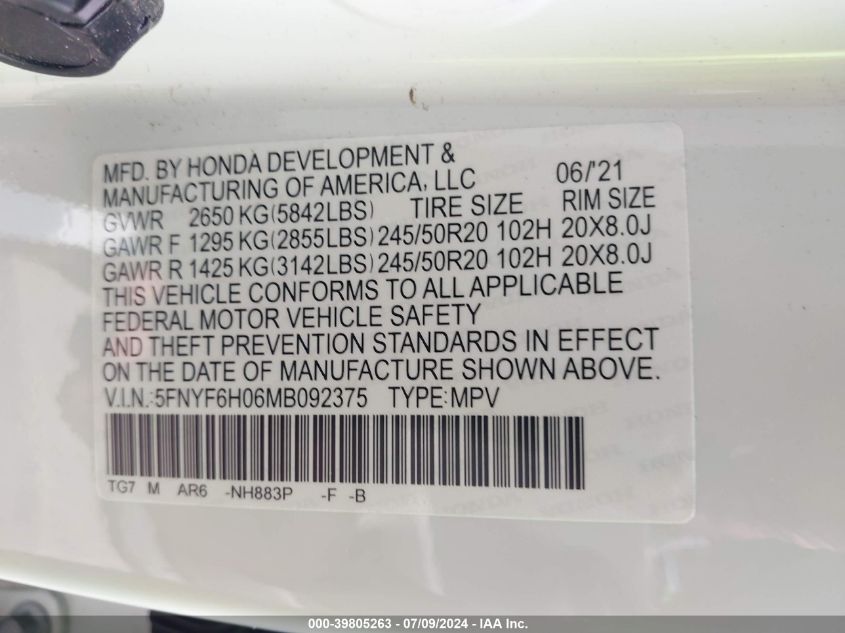 MFD. BY HONDA DEVELOPMENT &
MANUFACTURING OF AMERICA, LLC 06/'21
GVWR 2650 KG(5842LBS) TIRE SIZE RIM SIZE
GAWR F 1295 KG(2855LBS) 245/50R20 102H 20X8.0J
GAWR R 1425 KG(3142LBS) 245/50R20 102H 20X8.0J
THIS VEHICLE CONFORMS TO ALL APPLICABLE
FEDERAL MOTOR VEHICLE SAFETY
AND THEFT PREVENTION STANDARDS IN EFFECT
ON THE DATE OF MANUFACTURE SHOWN ABOVE.
V.I.N.:5FNYF6H06MB092375 TYPE:MPV
TG7 M AR6 -NH883P -F -B
000-39805263 - 07/09/2024 - IAA Inc.